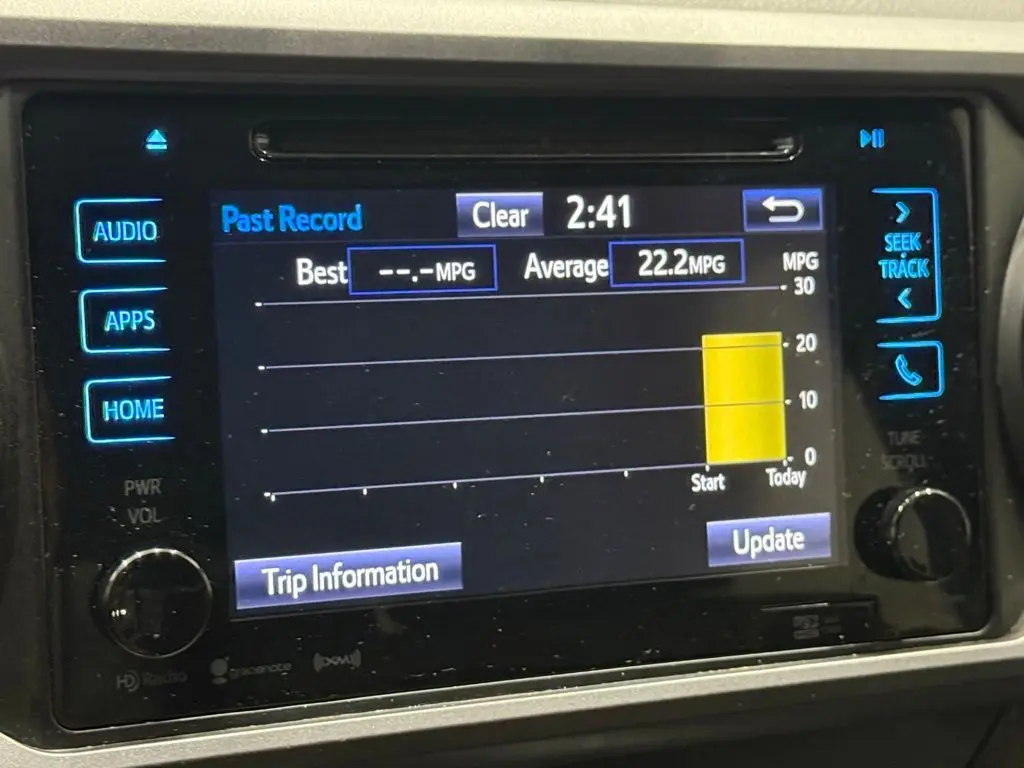 AUDIO
APPS
HOME
PWR
VOL
Past Record
Clear
2:41
Best
--.-MPG
Average
22.2MPG
MPG
30
20
10
0
Start
Today
Trip Information
Update
SEEK
TRACK
TUNE
SCROLL
HD Radio
gracenote
((XM))